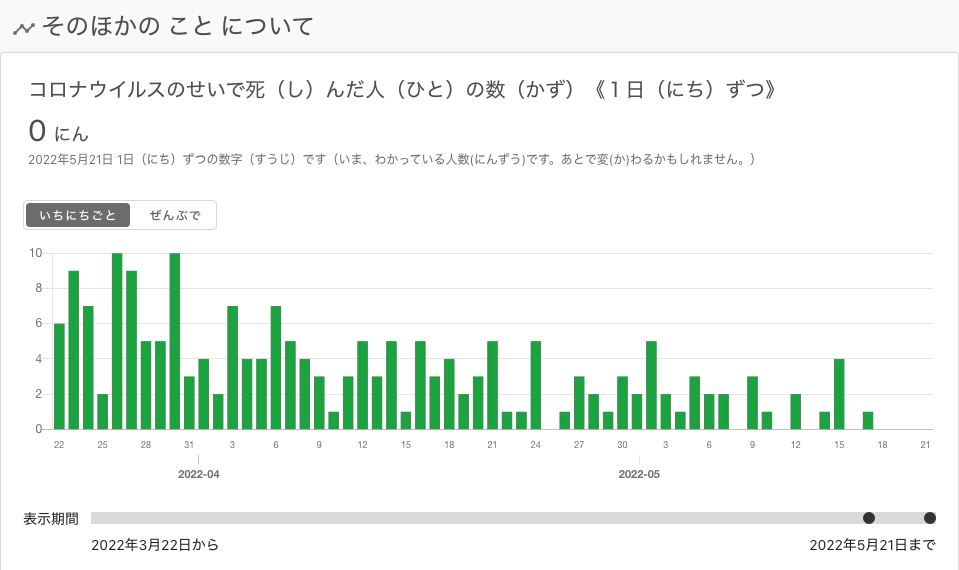 そのほかの こと について
コロナウイルスのせいで死（し）んだ人（ひと）の数（かず）《１日（にち）ずつ》
0 にん
2022年5月21日 1日（にち）ずつの数字（すうじ）です（いま、わかっている人数(にんずう)です。あとで変(か)わるかもしれません。）
いちにちごと ぜんぶで
10
8
6
4
2
0
22 25 28 31 3 6 9 12 15 18 21 24 27 30 3 6 9 12 15 18 21
2022-04 2022-05
表示期間
2022年3月22日から 2022年5月21日まで